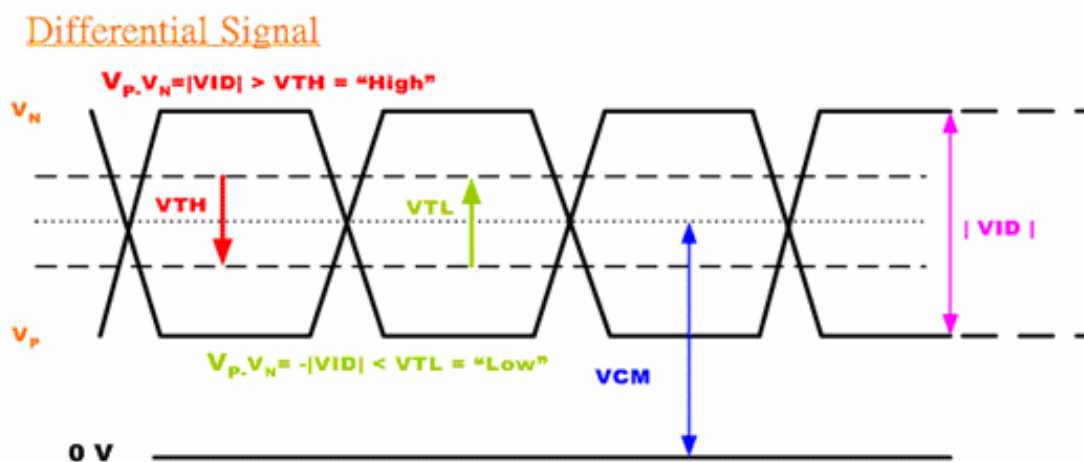 Differential Signal
VP-VN=|VID| > VTH = “High”
VN
VTH
VTL
| VID |
VP
VP-VN= -|VID| < VTL = “Low”
VCM
0 V